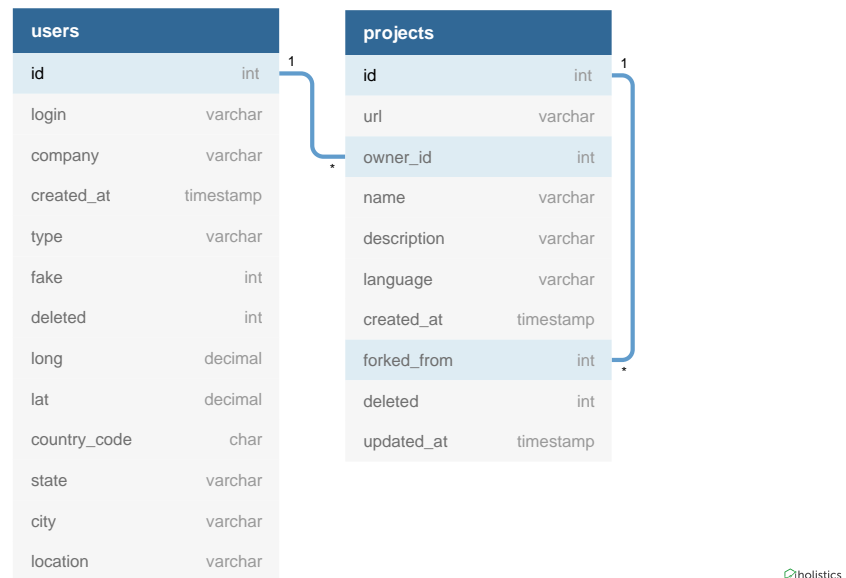 users
id int
login varchar
company varchar
created_at timestamp
type varchar
fake int
deleted int
long decimal
lat decimal
country_code char
state varchar
city varchar
location varchar
1
*
projects
id int
url varchar
owner_id int
name varchar
description varchar
language varchar
created_at timestamp
forked_from int
deleted int
updated_at timestamp
1
*
holistics